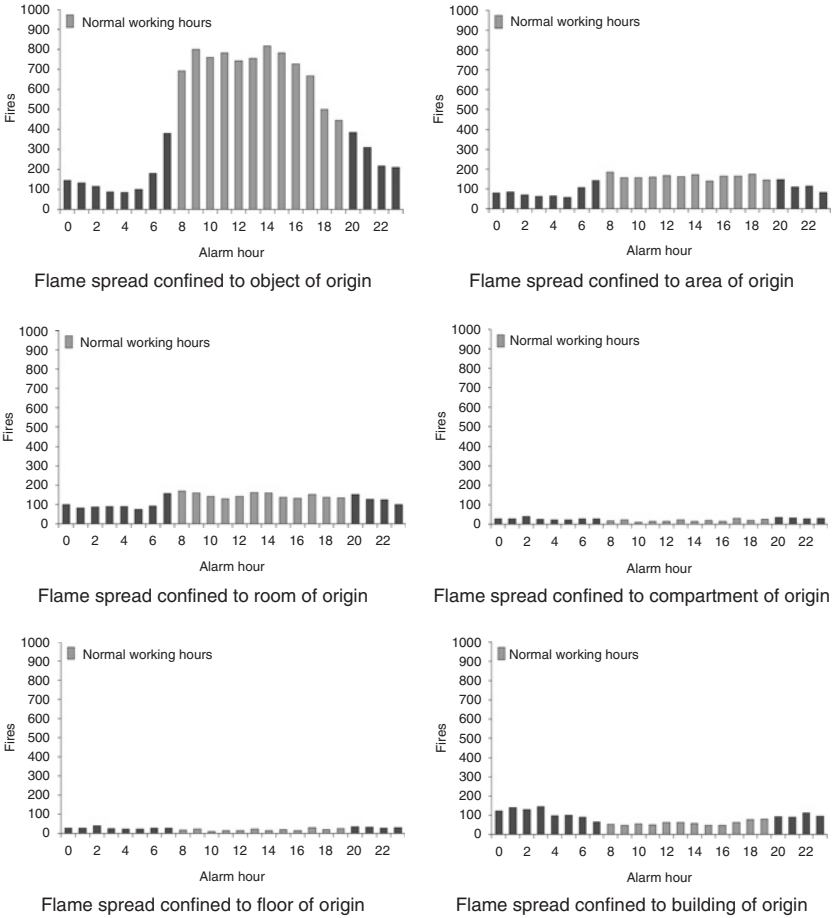 1000
900
800
700
600
500
400
300
200
100
0
Fires
Normal working hours
0 2 4 6 8 10 12 14 16 18 20 22
Alarm hour
Flame spread confined to object of origin
1000
900
800
700
600
500
400
300
200
100
0
Fires
Normal working hours
0 2 4 6 8 10 12 14 16 18 20 22
Alarm hour
Flame spread confined to area of origin
1000
900
800
700
600
500
400
300
200
100
0
Fires
Normal working hours
0 2 4 6 8 10 12 14 16 18 20 22
Alarm hour
Flame spread confined to room of origin
1000
900
800
700
600
500
400
300
200
100
0
Fires
Normal working hours
0 2 4 6 8 10 12 14 16 18 20 22
Alarm hour
Flame spread confined to compartment of origin
1000
900
800
700
600
500
400
300
200
100
0
Fires
Normal working hours
0 2 4 6 8 10 12 14 16 18 20 22
Alarm hour
Flame spread confined to floor of origin
1000
900
800
700
600
500
400
300
200
100
0
Fires
Normal working hours
0 2 4 6 8 10 12 14 16 18 20 22
Alarm hour
Flame spread confined to building of origin